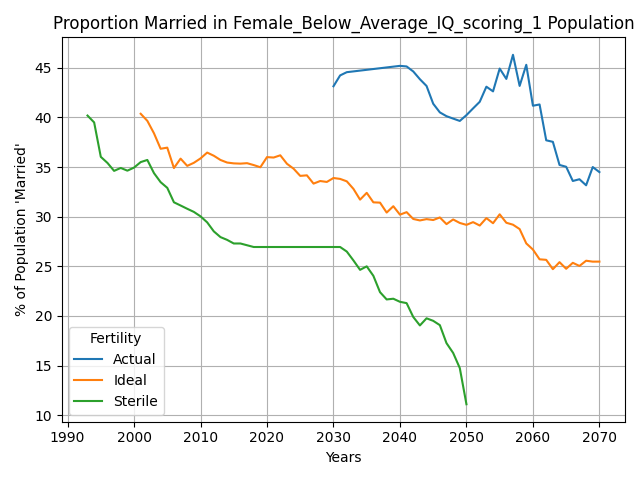 Proportion Married in Female_Below_Average_IQ_scoring_1 Population
% of Population 'Married'
45
40
35
30
25
20
15
10
Fertility
Actual
Ideal
Sterile
1990 2000 2010 2020 2030 2040 2050 2060 2070
Years